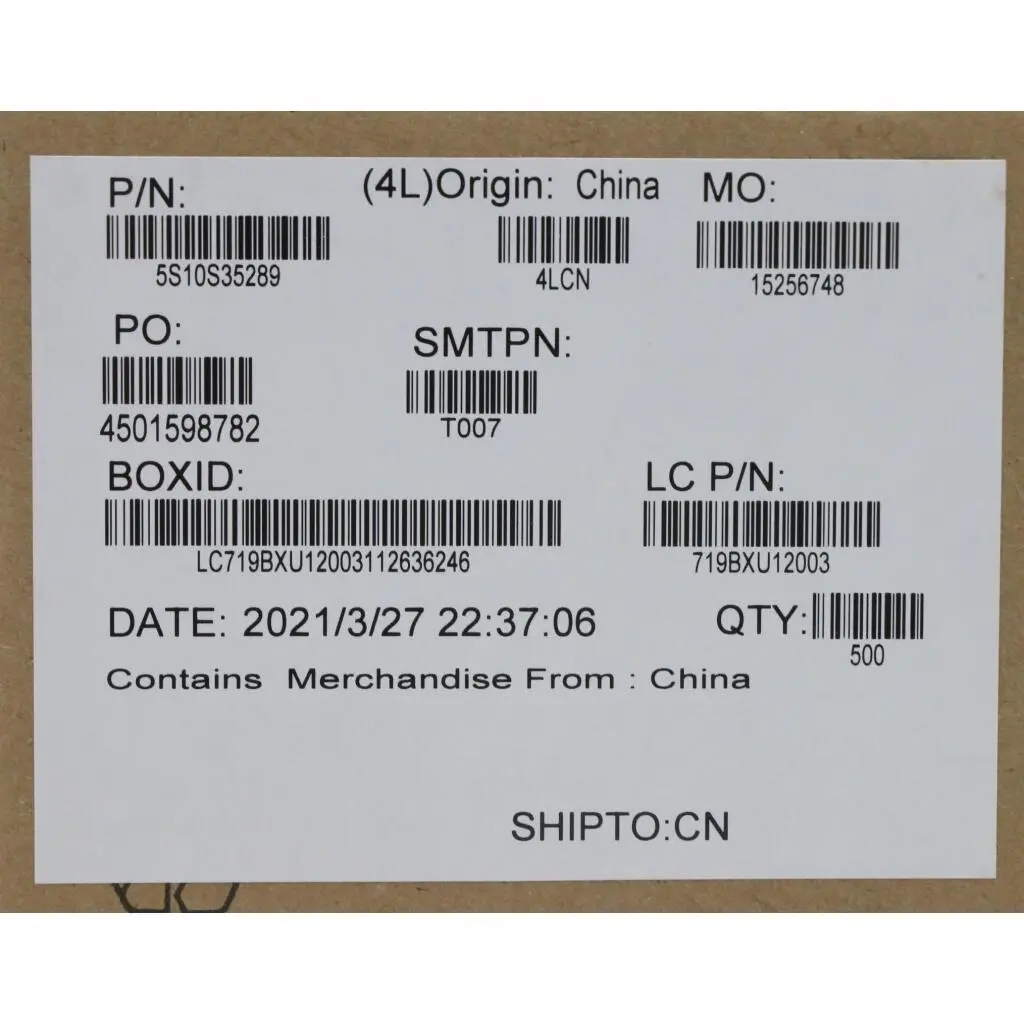 P/N: (4L)Origin: China MO:
5S10S35289 4LCN 15256748
PO: SMTPN:
4501598782 T007
BOXID: LC P/N:
LC719BXU12003112636246 719BXU12003
DATE: 2021/3/27 22:37:06 QTY:
500
Contains Merchandise From : China
SHIPTO:CN